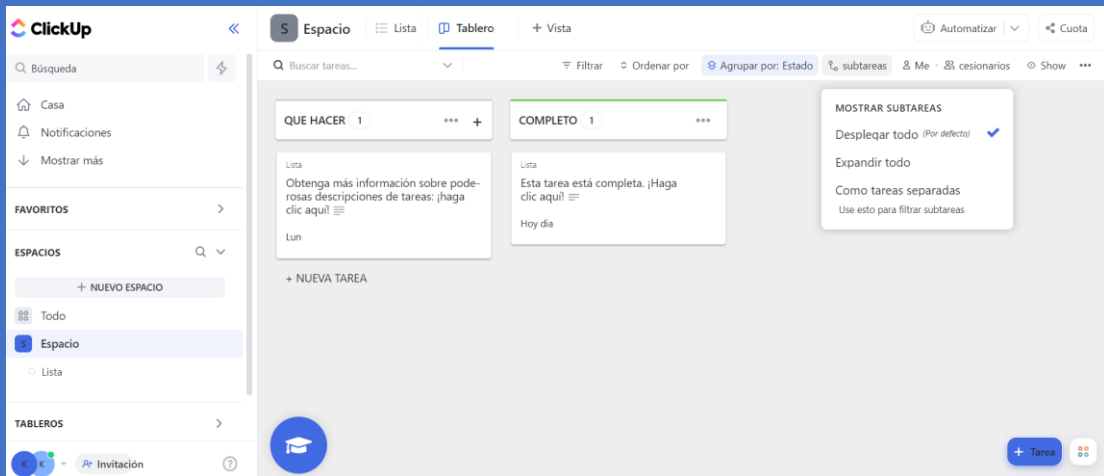 ClickUp
Búsqueda
Casa
Notificaciones
Mostrar más
FAVORITOS
ESPACIOS
+ NUEVO ESPACIO
Todo
S Espacio
Lista
TABLEROS
K K Invitación
S Espacio Lista Tablero + Vista Automatizar Cuota
Buscar tareas... Filtrar Ordenar por Agrupar por: Estado subtareas Me · cesionarios Show
QUE HACER 1
Lista
Obtenga más información sobre pode-
rosas descripciones de tareas: ¡haga
clic aquí!
Lun
+ NUEVA TAREA
COMPLETO 1
Lista
Esta tarea está completa. ¡Haga
clic aquí!
Hoy dia
MOSTRAR SUBTAREAS
Desplegar todo (Por defecto)
Expandir todo
Como tareas separadas
Use esto para filtrar subtareas
+ Tarea